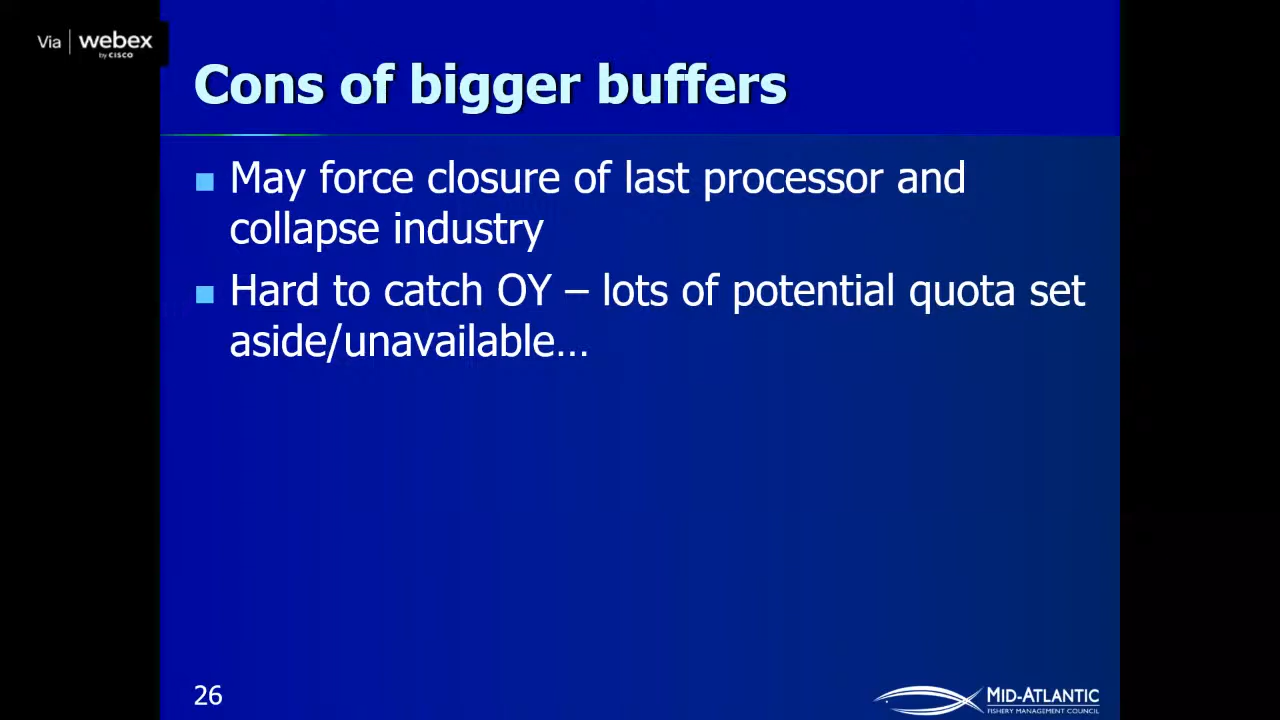 Via webex
by CISCO
Cons of bigger buffers
May force closure of last processor and
collapse industry
Hard to catch OY – lots of potential quota set
aside/unavailable…
26
MID-ATLANTIC
FISHERY MANAGEMENT COUNCIL